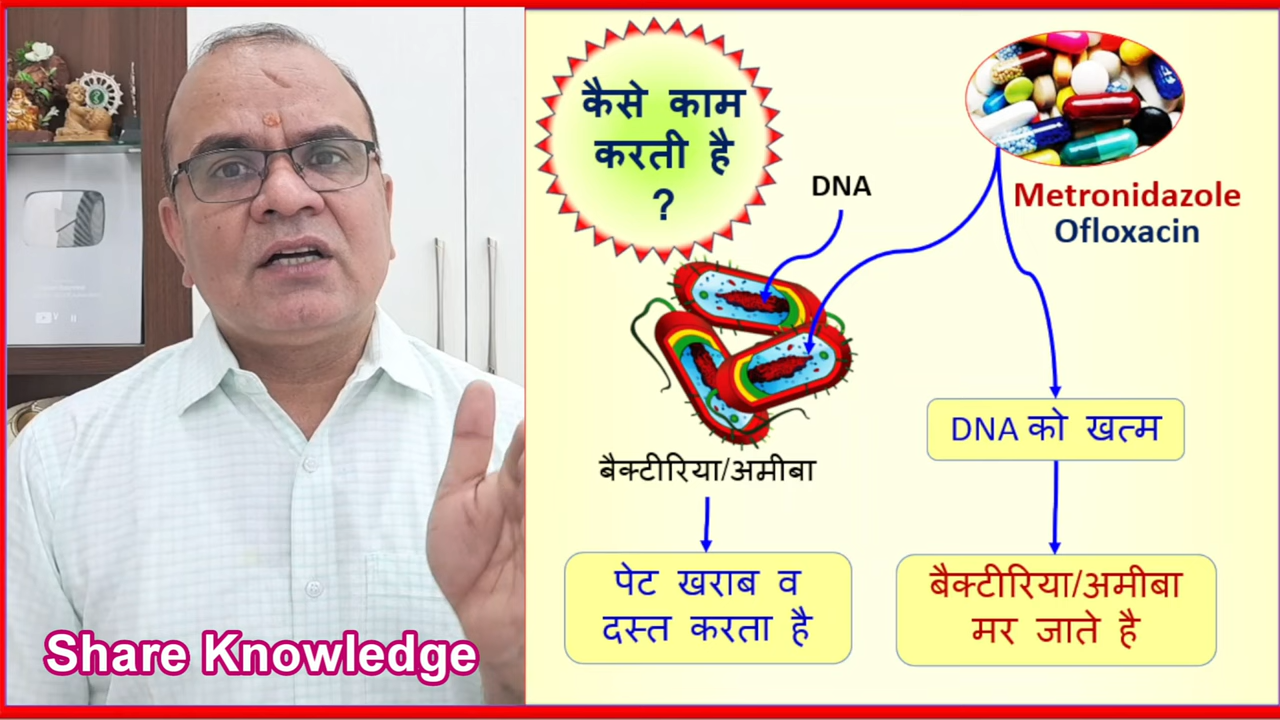 कैसे काम
करती है
?
DNA
Metronidazole
Ofloxacin
DNA को खत्म
बैक्टीरिया/अमीबा
पेट खराब व
दस्त करता है
बैक्टीरिया/अमीबा
मर जाते है
Share Knowledge